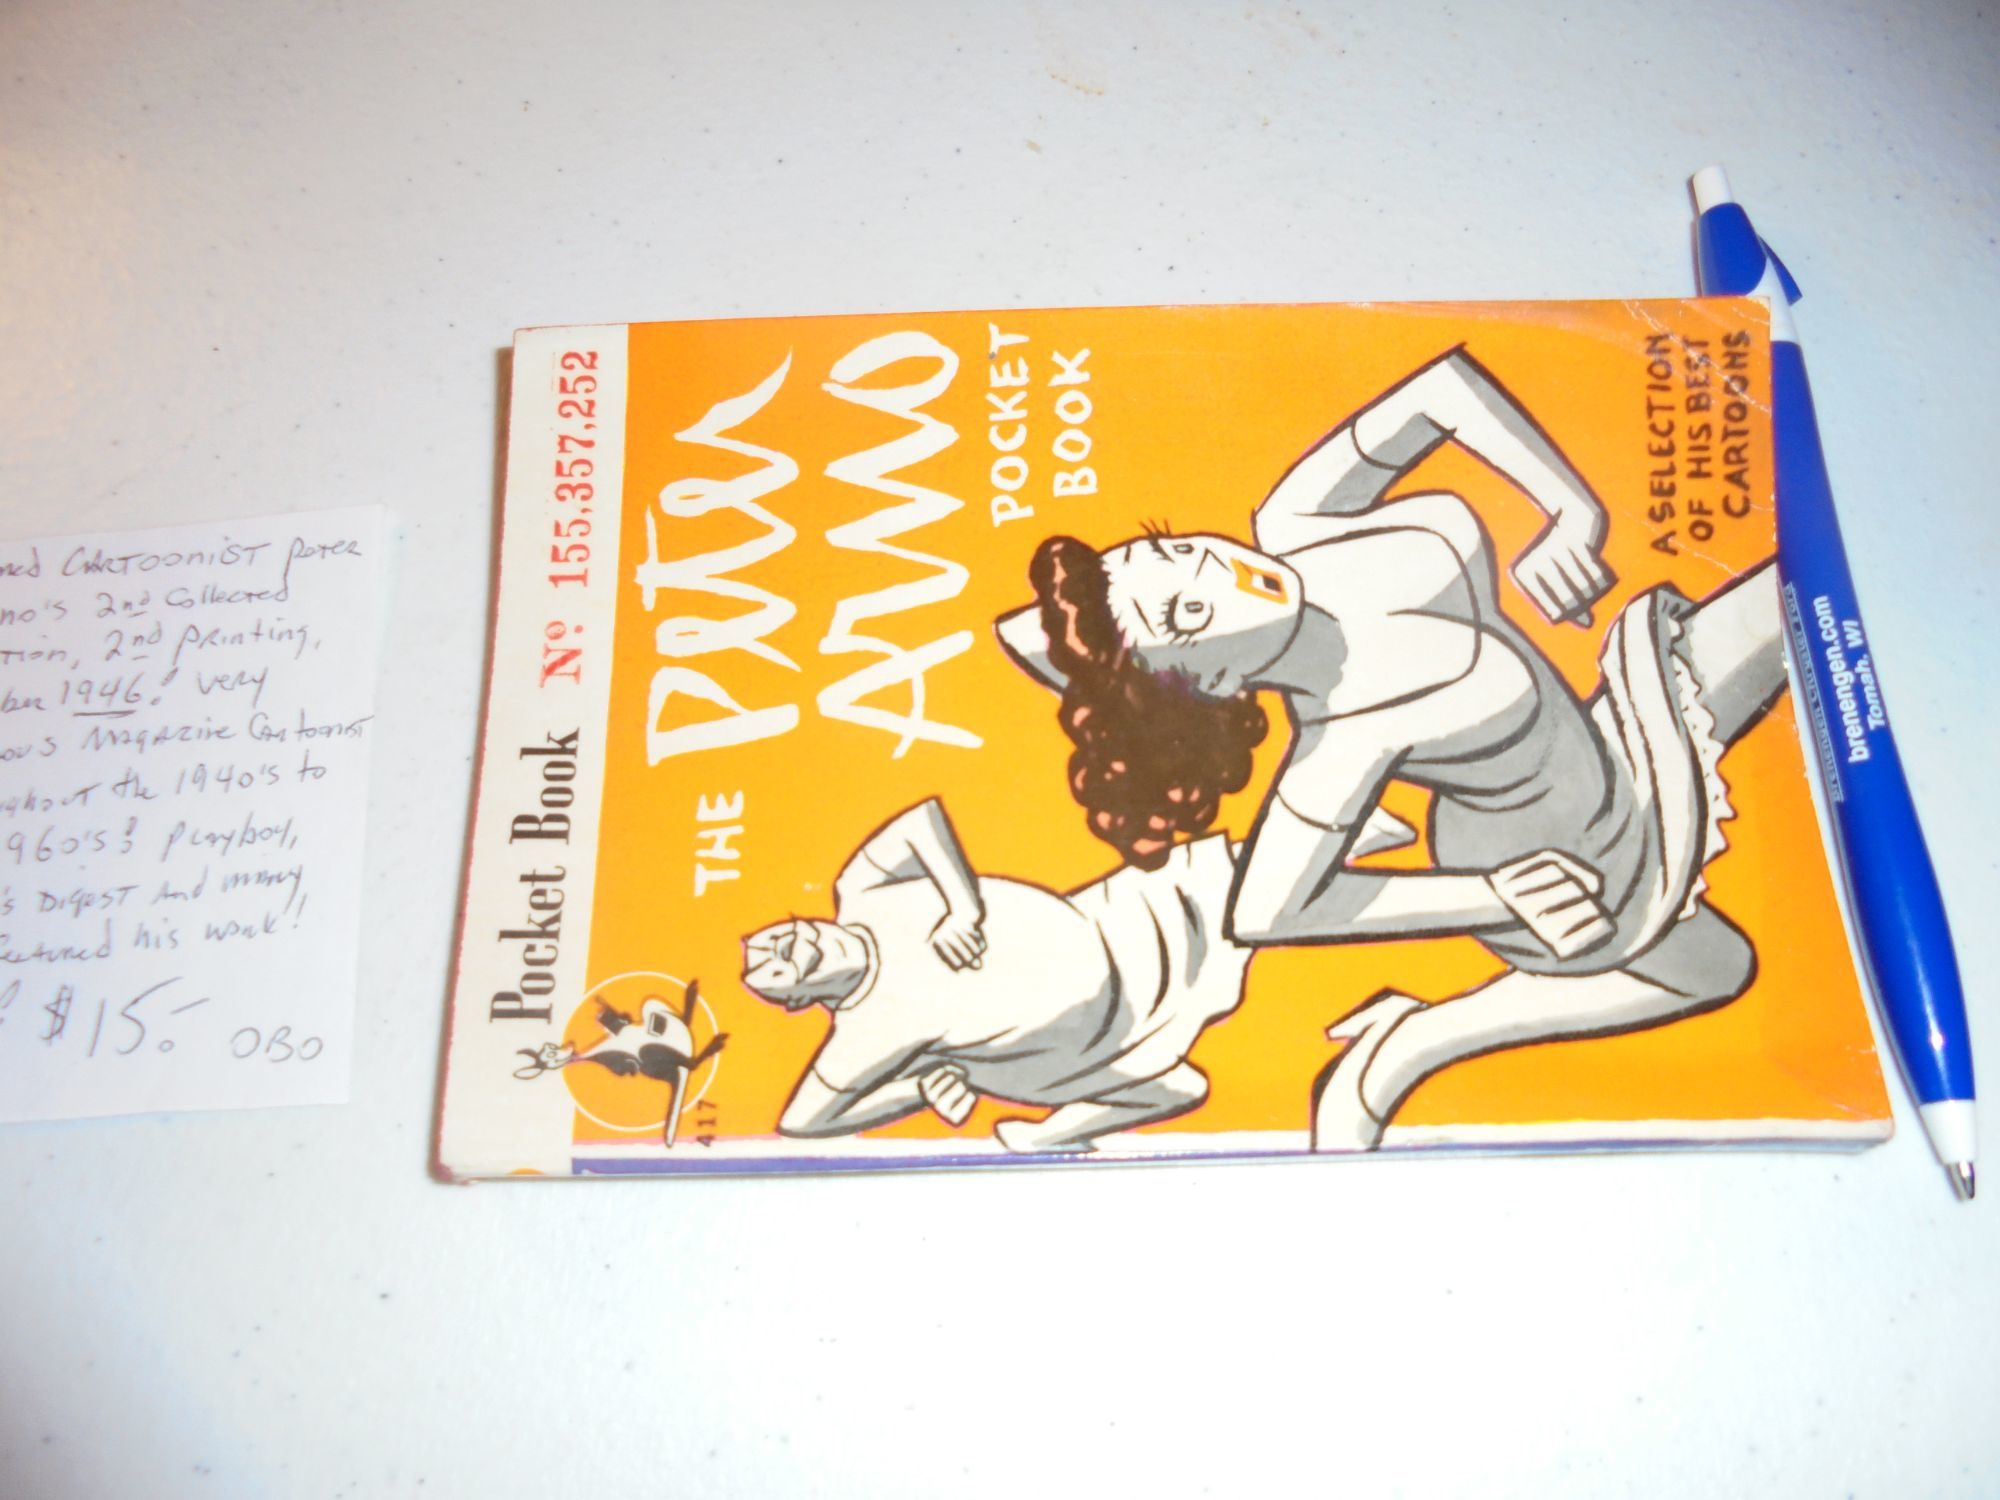 CARTOONIST Peter
no's 2nd Collected
2nd printing,
1946! very
Magazine Cartoonist
the 1940's to
960's! Playboy,
's Digest and many
his work!!
! $15.- OBO
Pocket Book Nº 155,357,252
THE Peter
ARNO
POCKET
BOOK
417
A SELECTION
OF HIS BEST
CARTOONS
brenengen.com
Tomah, WI